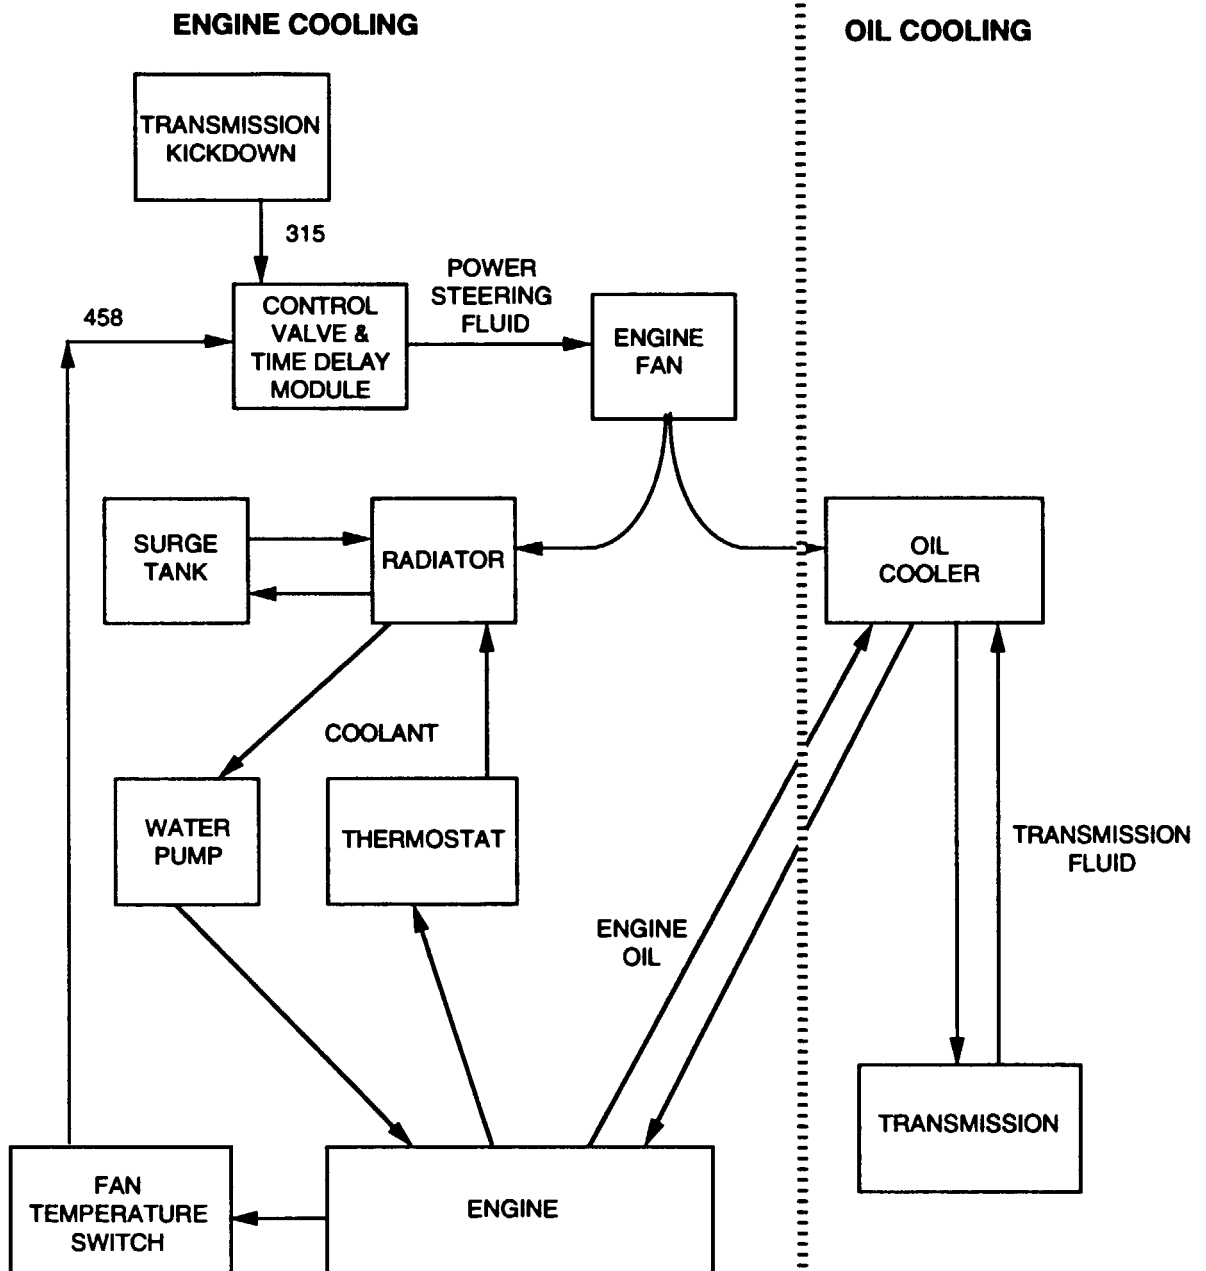 ENGINE COOLING
OIL COOLING
TRANSMISSION
KICKDOWN
315
458
CONTROL
VALVE &
TIME DELAY
MODULE
POWER
STEERING
FLUID
ENGINE
FAN
SURGE
TANK
RADIATOR
OIL
COOLER
COOLANT
WATER
PUMP
THERMOSTAT
TRANSMISSION
FLUID
ENGINE
OIL
TRANSMISSION
FAN
TEMPERATURE
SWITCH
ENGINE